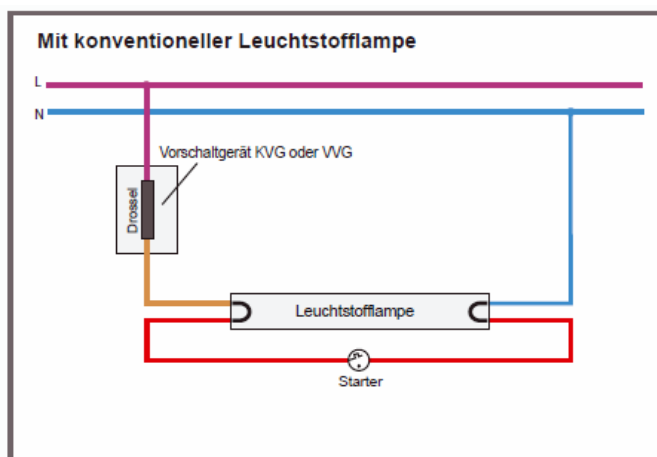 Mit konventioneller Leuchtstofflampe
L
N
Vorschaltgerät KVG oder VVG
Drossel
Leuchtstofflampe
Starter